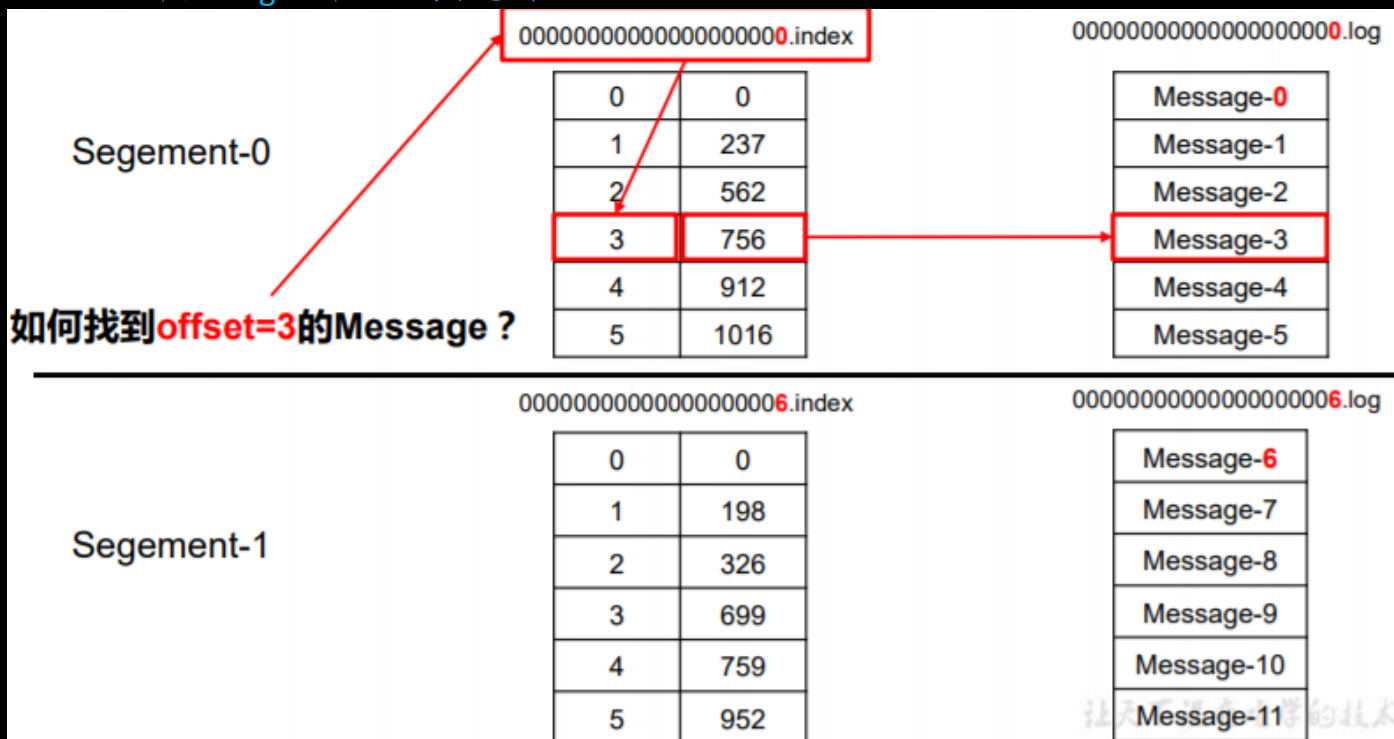 00000000000000000000.index 00000000000000000000.log
0 0 Message-0
Segement-0 1 237 Message-1
2 562 Message-2
3 756 Message-3
4 912 Message-4
如何找到offset=3的Message？ 5 1016 Message-5
00000000000000000006.index 00000000000000000006.log
0 0 Message-6
1 198 Message-7
Segement-1 2 326 Message-8
3 699 Message-9
4 759 Message-10
5 952 Message-11
的技术